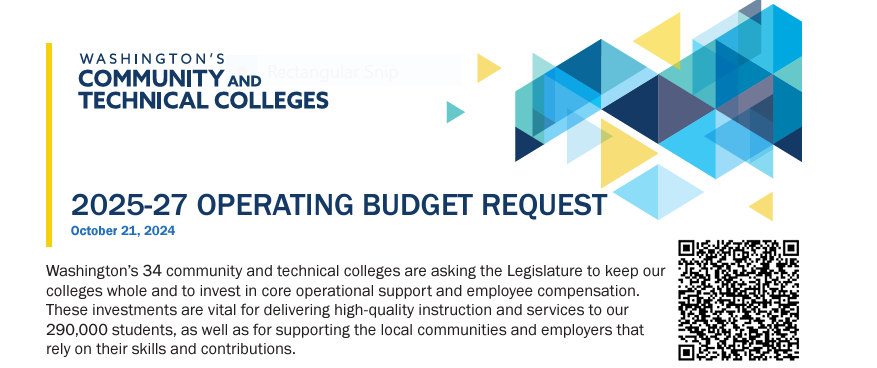 Rectangular Snip
WASHINGTON'S
COMMUNITY AND
TECHNICAL COLLEGES
2025-27 OPERATING BUDGET REQUEST
October 21, 2024
Washington's 34 community and technical colleges are asking the Legislature to keep our
colleges whole and to invest in core operational support and employee compensation.
These investments are vital for delivering high-quality instruction and services to our
290,000 students, as well as for supporting the local communities and employers that
rely on their skills and contributions.